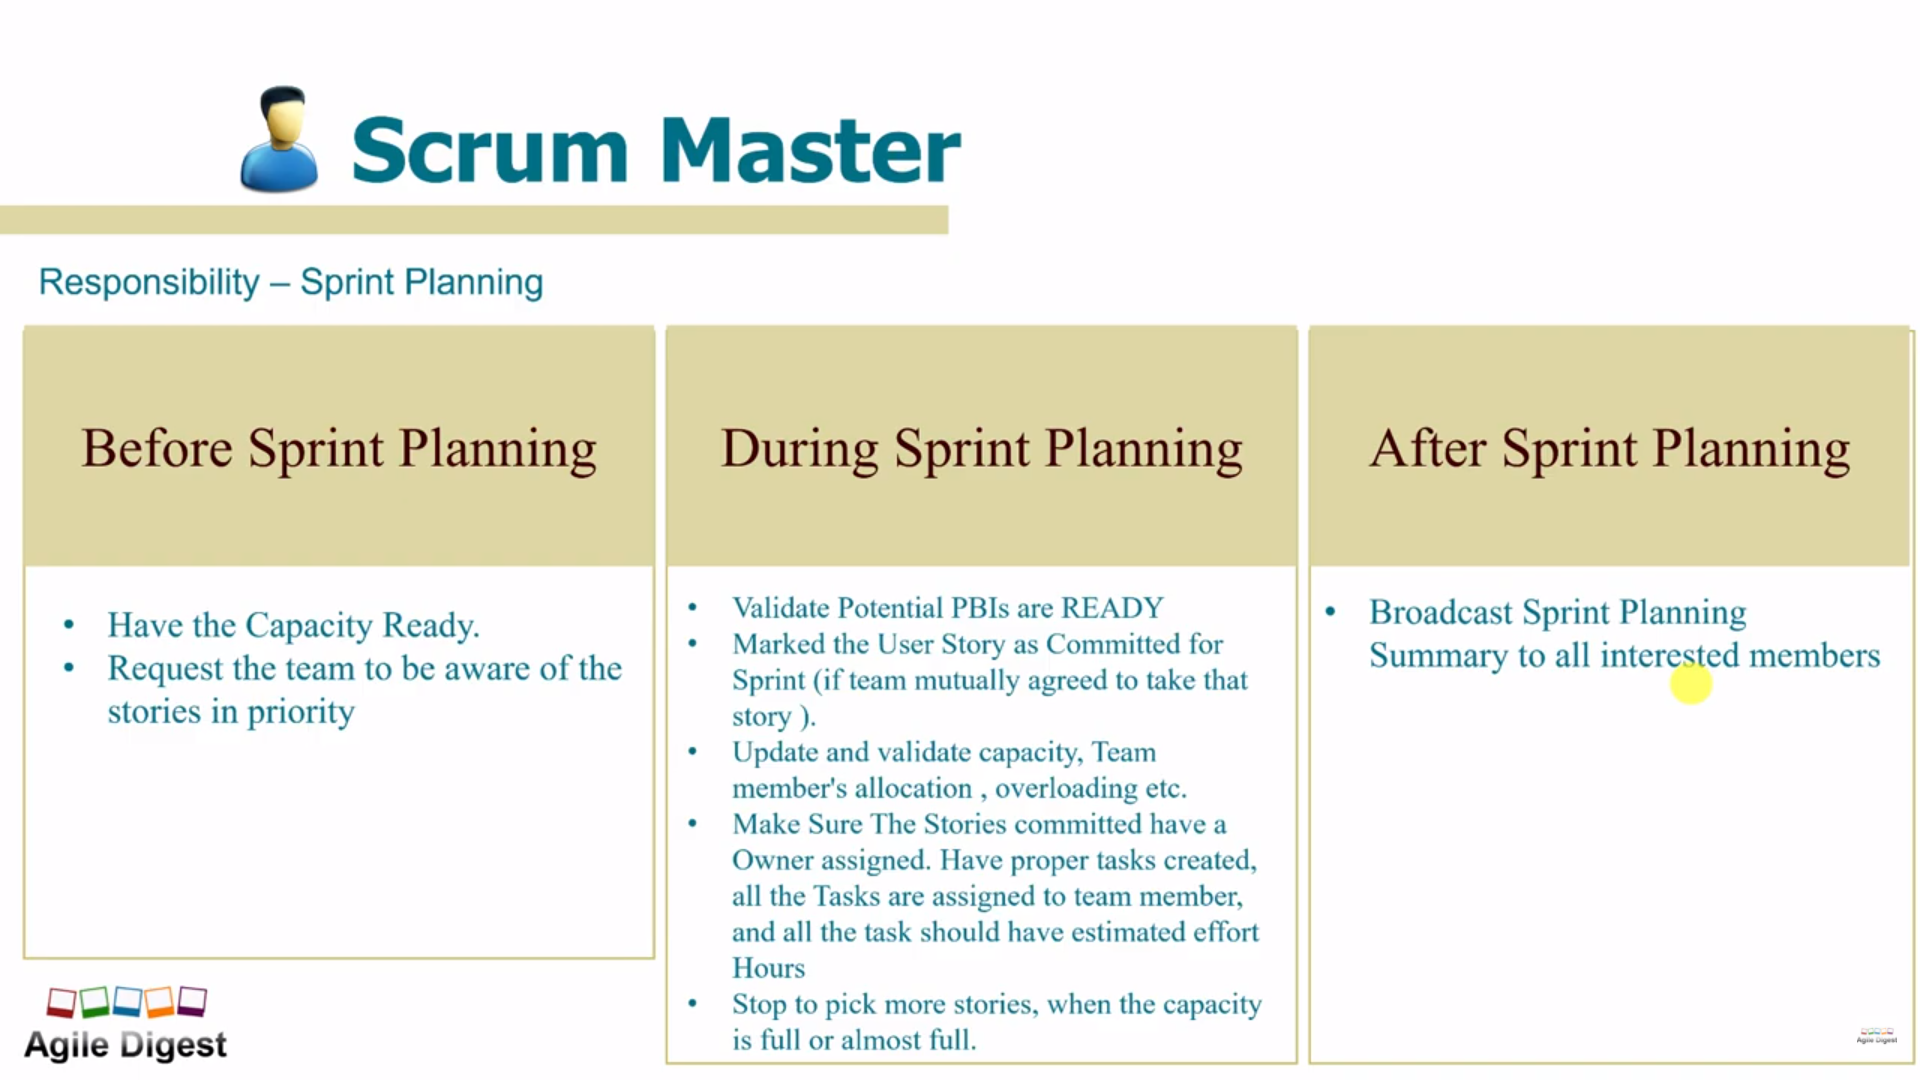 Scrum Master
Responsibility – Sprint Planning
Before Sprint Planning
• Have the Capacity Ready.
• Request the team to be aware of the
stories in priority
During Sprint Planning
• Validate Potential PBIs are READY
• Marked the User Story as Committed for
Sprint (if team mutually agreed to take that
story ).
• Update and validate capacity, Team
member's allocation , overloading etc.
• Make Sure The Stories committed have a
Owner assigned. Have proper tasks created,
all the Tasks are assigned to team member,
and all the task should have estimated effort
Hours
• Stop to pick more stories, when the capacity
is full or almost full.
After Sprint Planning
• Broadcast Sprint Planning
Summary to all interested members
Agile Digest
Agile Digest